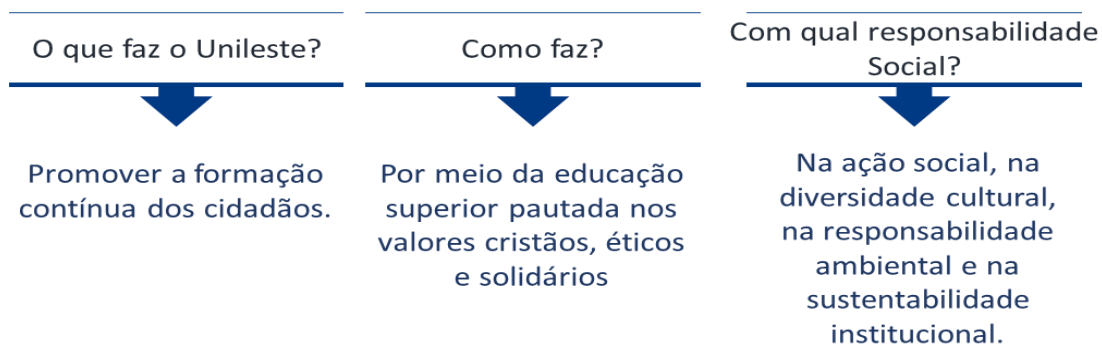 O que faz o Unileste?
Promover a formação
contínua dos cidadãos.
Como faz?
Por meio da educação
superior pautada nos
valores cristãos, éticos
e solidários
Com qual responsabilidade
Social?
Na ação social, na
diversidade cultural,
na responsabilidade
ambiental e na
sustentabilidade
institucional.